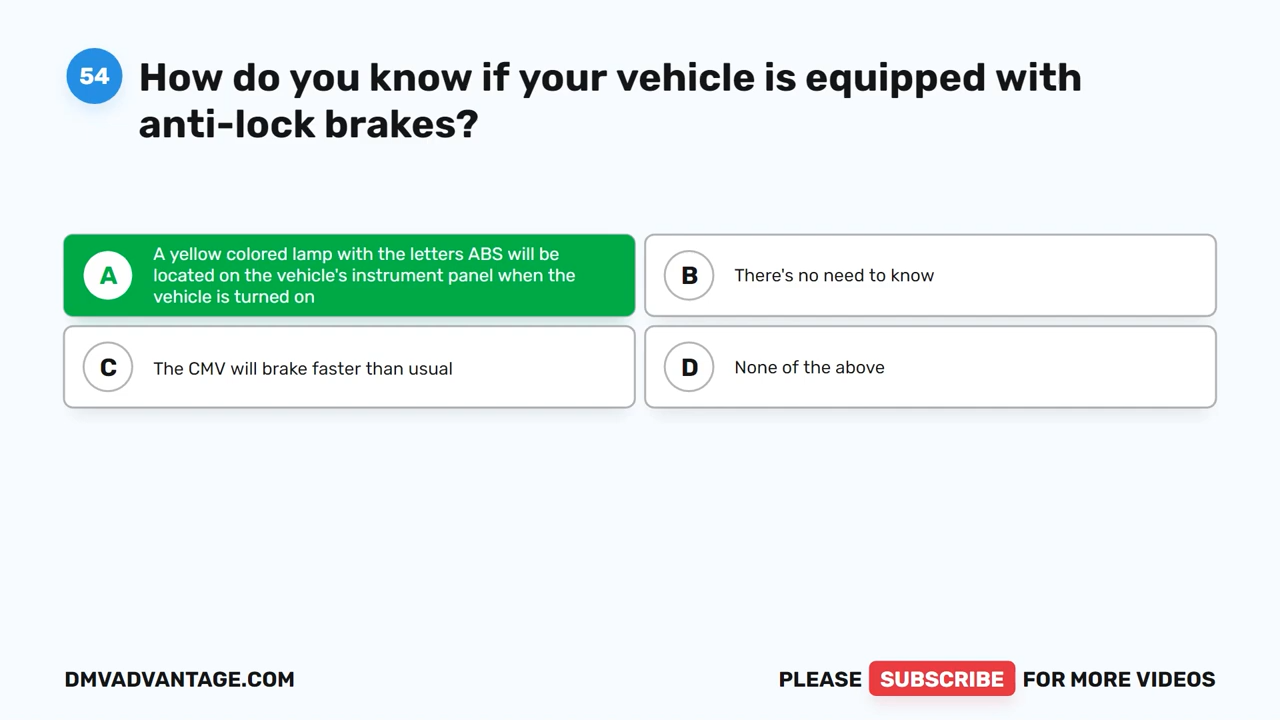 54
How do you know if your vehicle is equipped with
anti-lock brakes?
A
A yellow colored lamp with the letters ABS will be
located on the vehicle's instrument panel when the
vehicle is turned on
B
There's no need to know
C
The CMV will brake faster than usual
D
None of the above
DMVADVANTAGE.COM
PLEASE SUBSCRIBE FOR MORE VIDEOS